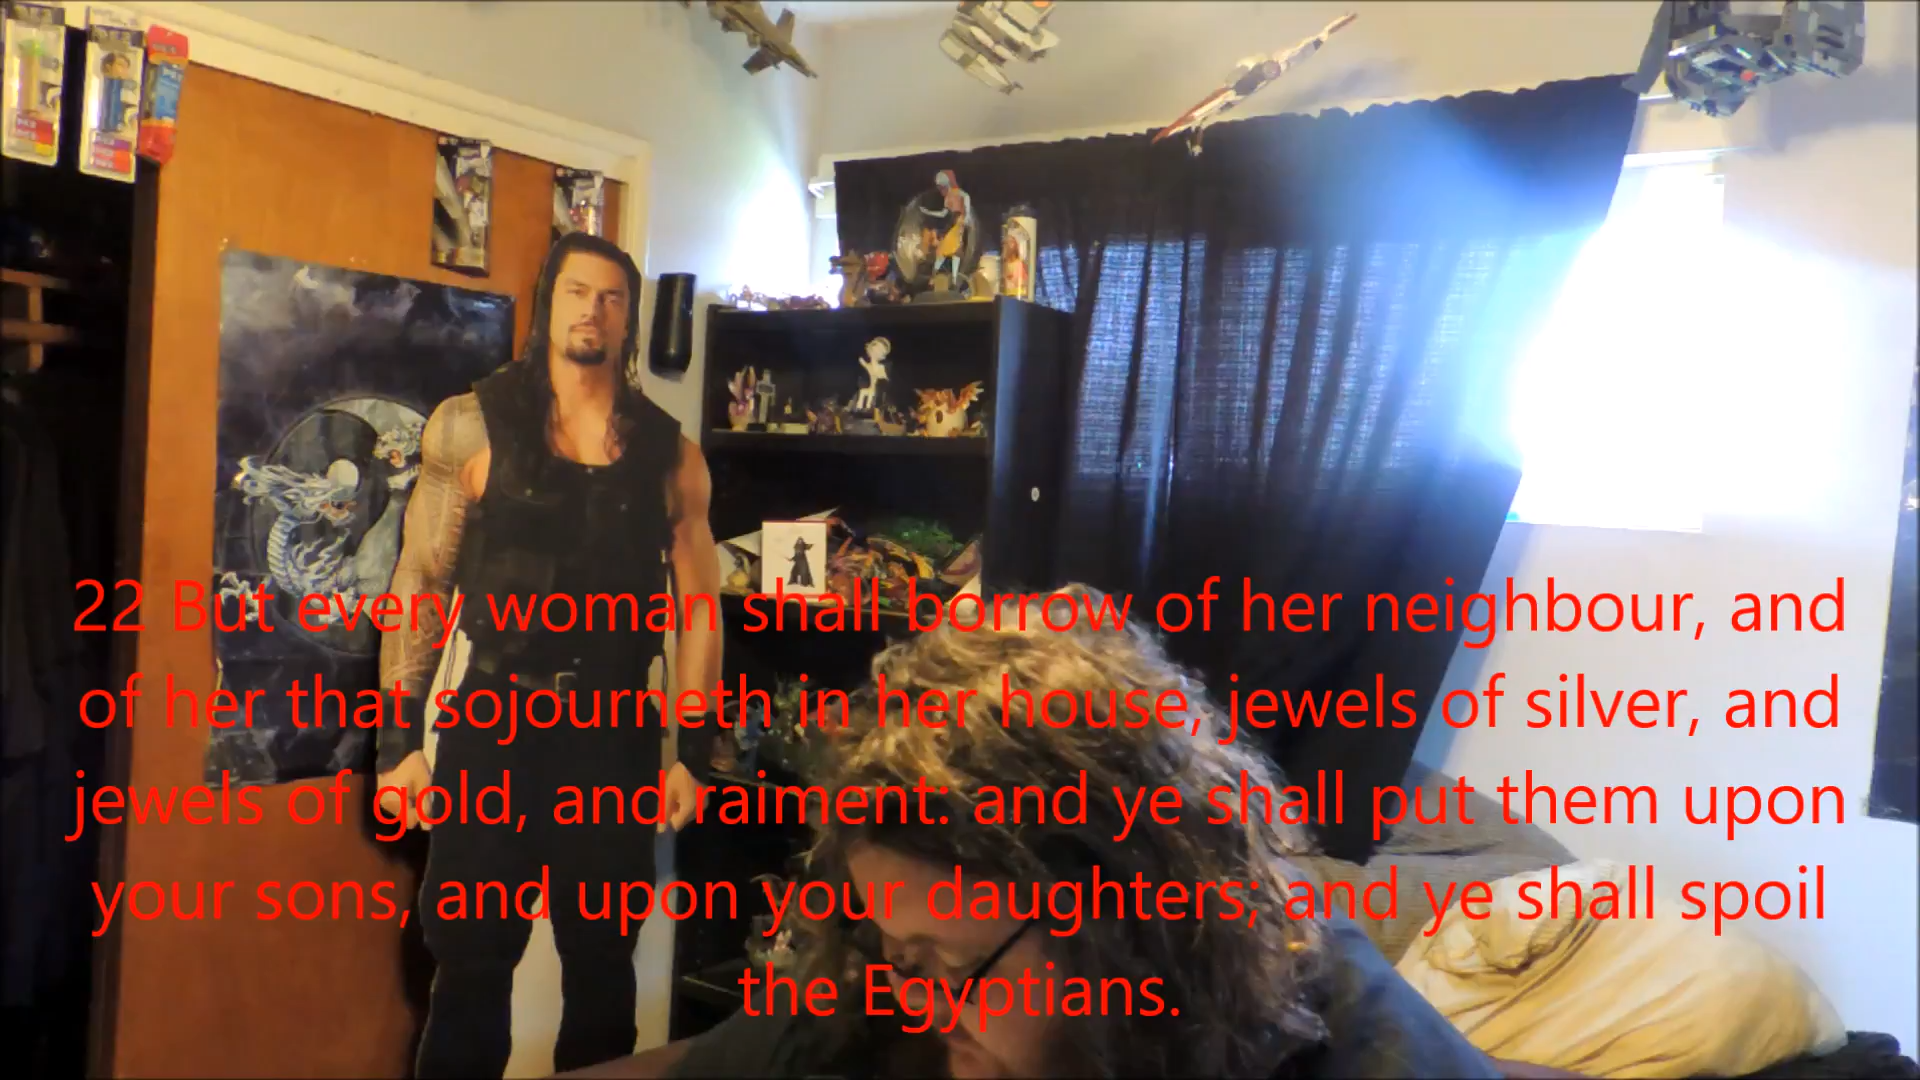 22 But every woman shall borrow of her neighbour, and
of her that sojourneth in her house, jewels of silver, and
jewels of gold, and raiment: and ye shall put them upon
your sons, and upon your daughters; and ye shall spoil
the Egyptians.